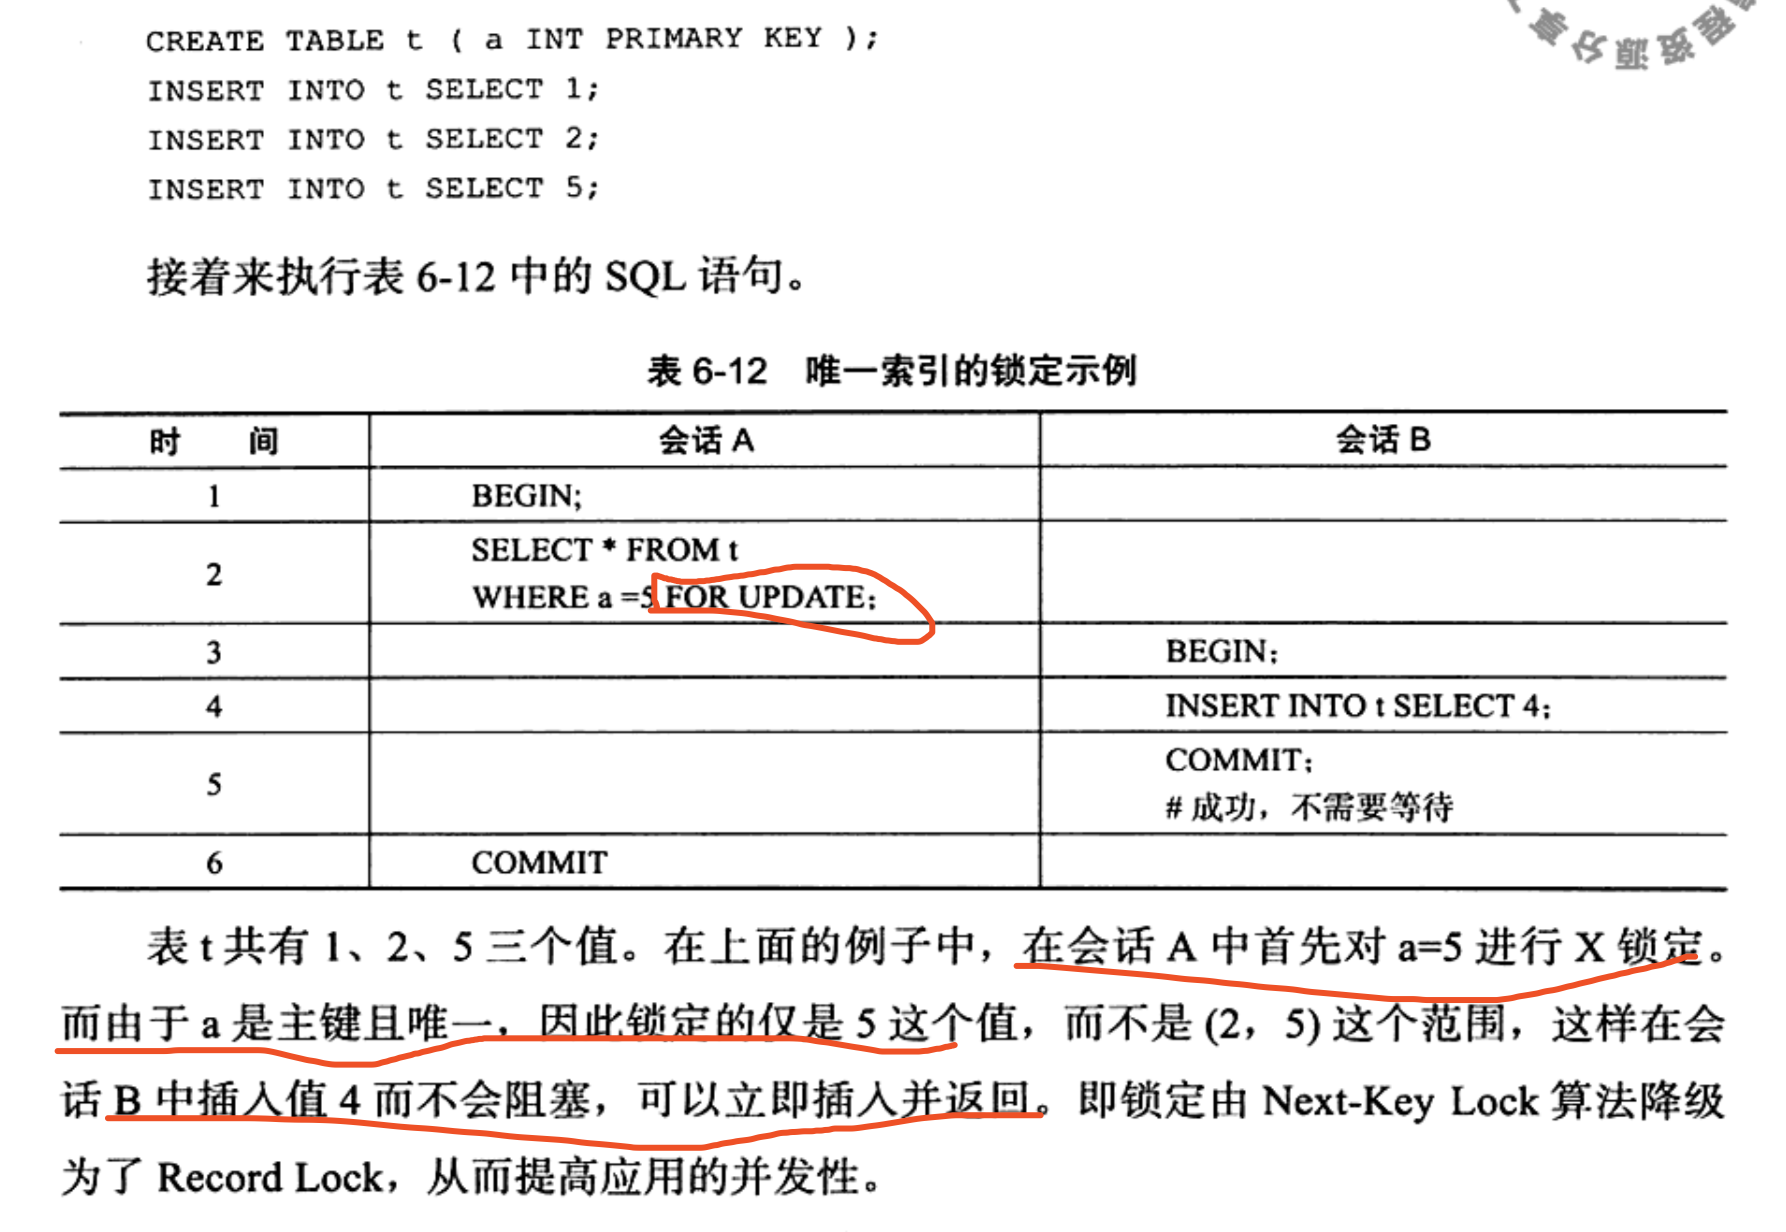 享分源资程
CREATE TABLE t ( a INT PRIMARY KEY );
INSERT INTO t SELECT 1;
INSERT INTO t SELECT 2;
INSERT INTO t SELECT 5;
接着来执行表 6-12 中的 SQL 语句。
表 6-12 唯一索引的锁定示例
时 间 会话 A 会话 B
1 BEGIN;
2 SELECT * FROM t
WHERE a =5 FOR UPDATE;
3 BEGIN;
4 INSERT INTO t SELECT 4;
5 COMMIT;
# 成功，不需要等待
6 COMMIT
表 t 共有 1、2、5 三个值。在上面的例子中，在会话 A 中首先对 a=5 进行 X 锁定。
而由于 a 是主键且唯一，因此锁定的仅是 5 这个值，而不是 (2，5) 这个范围，这样在会
话 B 中插入值 4 而不会阻塞，可以立即插入并返回。即锁定由 Next-Key Lock 算法降级
为了 Record Lock，从而提高应用的并发性。